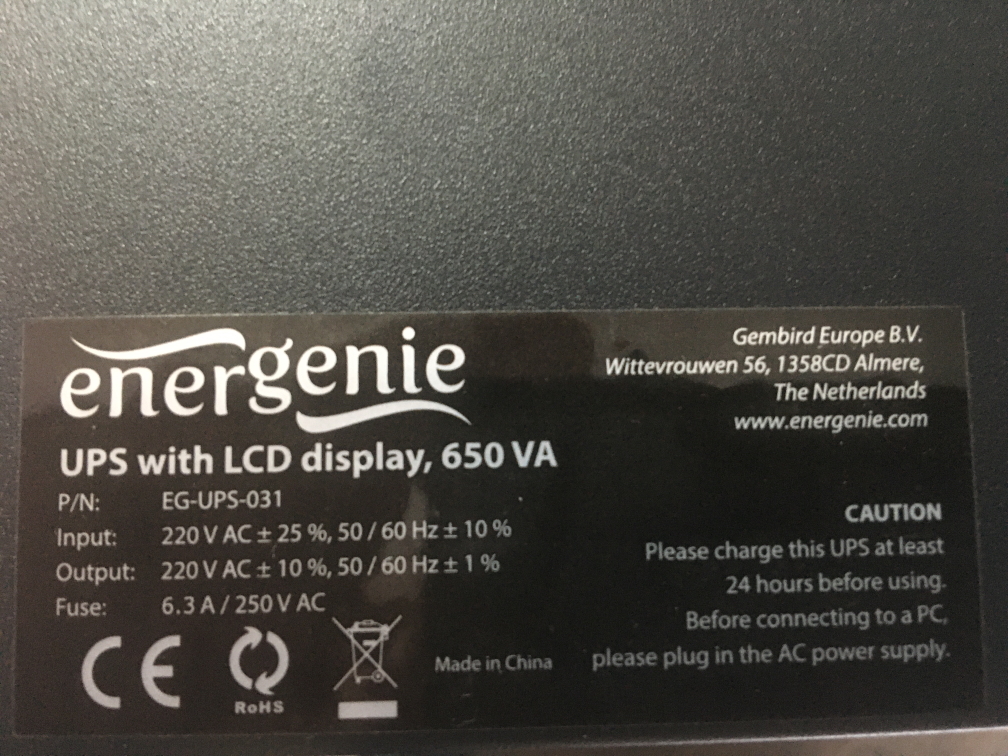 energenie
UPS with LCD display, 650 VA
P/N: EG-UPS-031
Input: 220 V AC ± 25 %, 50 / 60 Hz ± 10 %
Output: 220 V AC ± 10 %, 50 / 60 Hz ± 1 %
Fuse: 6.3 A / 250 V AC
CE
RoHS
Made in China
Gembird Europe B.V.
Wittevrouwen 56, 1358CD Almere,
The Netherlands
www.energenie.com
CAUTION
Please charge this UPS at least
24 hours before using.
Before connecting to a PC,
please plug in the AC power supply.